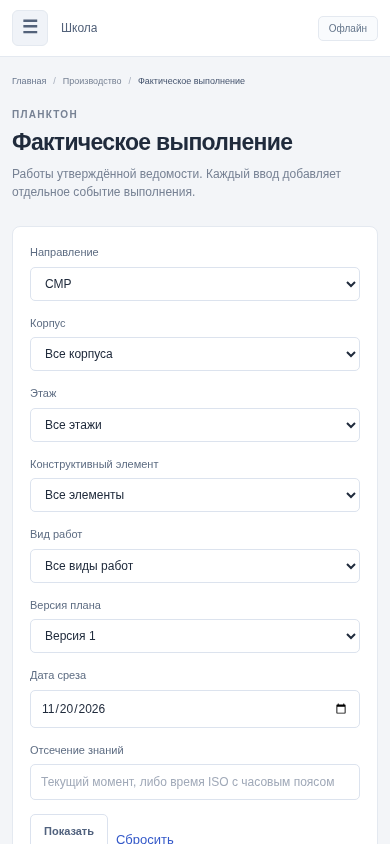 Школа
Офлайн
Главная / Производство / Фактическое выполнение
ПЛАНКТОН
Фактическое выполнение
Работы утверждённой ведомости. Каждый ввод добавляет
отдельное событие выполнения.
Направление
СМР
Корпус
Все корпуса
Этаж
Все этажи
Конструктивный элемент
Все элементы
Вид работ
Все виды работ
Версия плана
Версия 1
Дата среза
11/20/2026
Отсечение знаний
Текущий момент, либо время ISO с часовым поясом
Показать
Сбросить